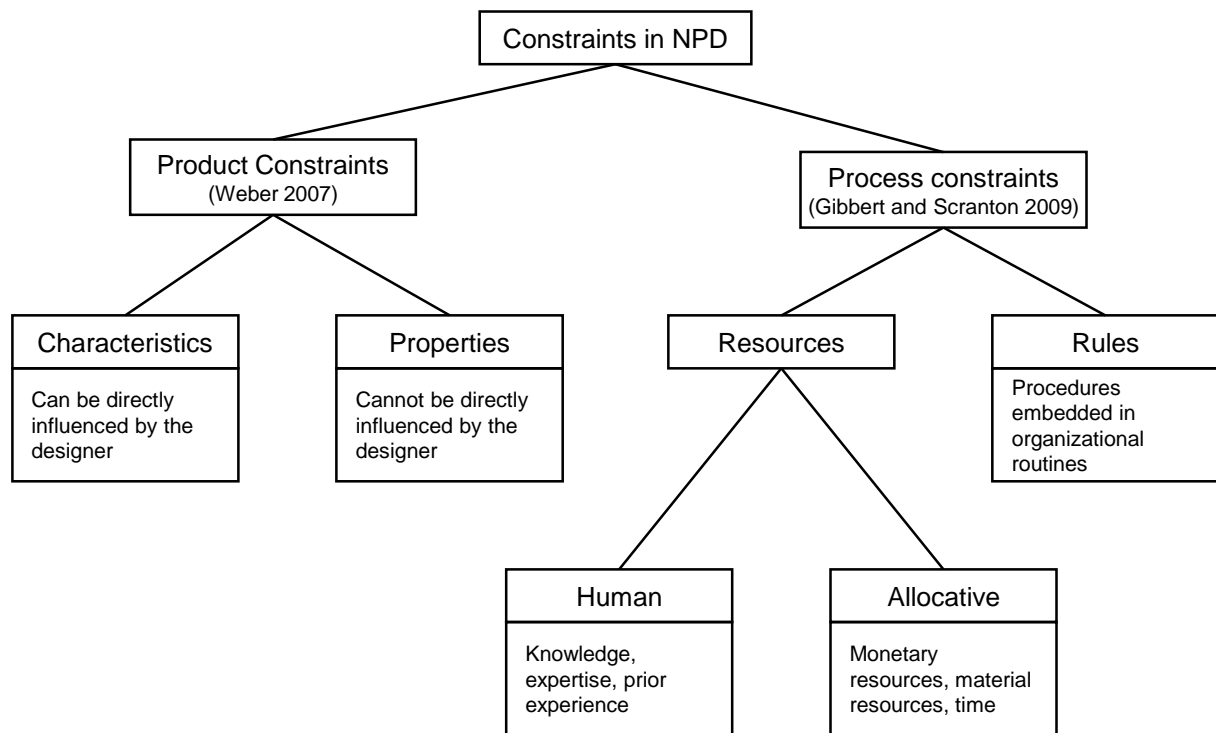 Constraints in NPD
Product Constraints
(Weber 2007)
Process constraints
(Gibbert and Scranton 2009)
Characteristics
Can be directly
influenced by the
designer
Properties
Cannot be directly
influenced by the
designer
Resources
Rules
Procedures
embedded in
organizational
routines
Human
Knowledge,
expertise, prior
experience
Allocative
Monetary
resources, material
resources, time